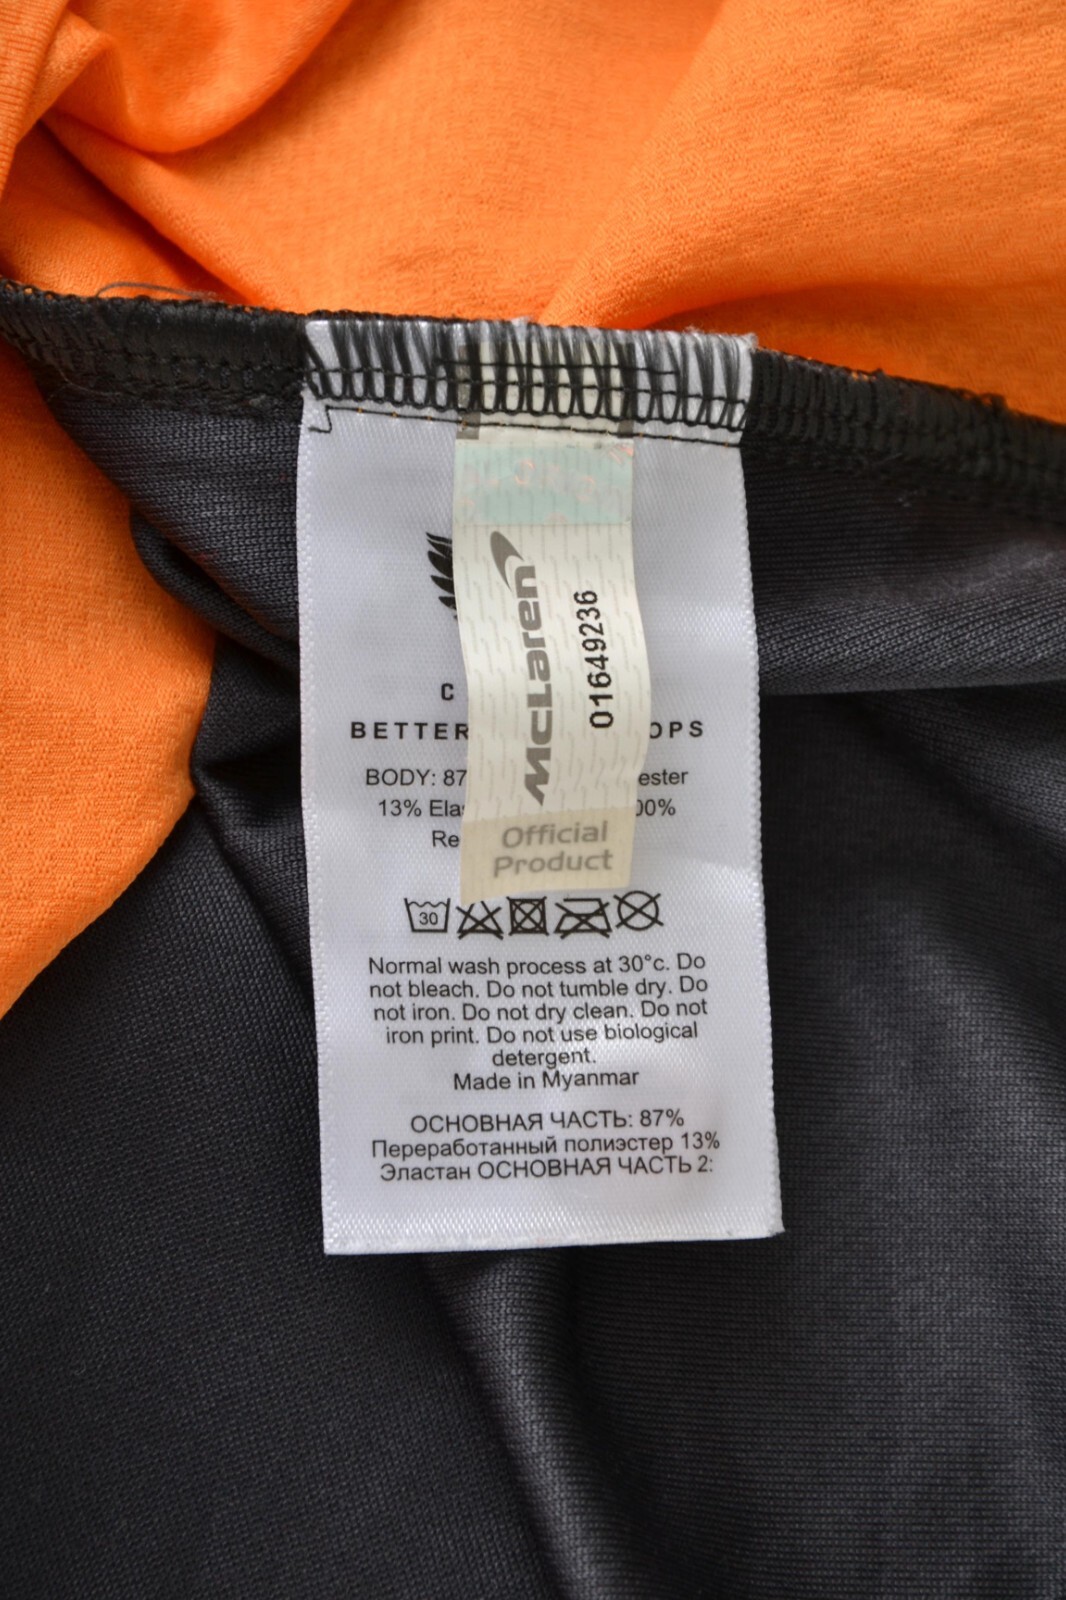 McLaren
01649236
Official
Product
C
BETTER OPS
BODY: 87 ester
13% Ela 00%
Re
30
Normal wash process at 30°c. Do
not bleach. Do not tumble dry. Do
not iron. Do not dry clean. Do not
iron print. Do not use biological
detergent.
Made in Myanmar
ОСНОВНАЯ ЧАСТЬ: 87%
Переработанный полиэстер 13%
Эластан ОСНОВНАЯ ЧАСТЬ 2: